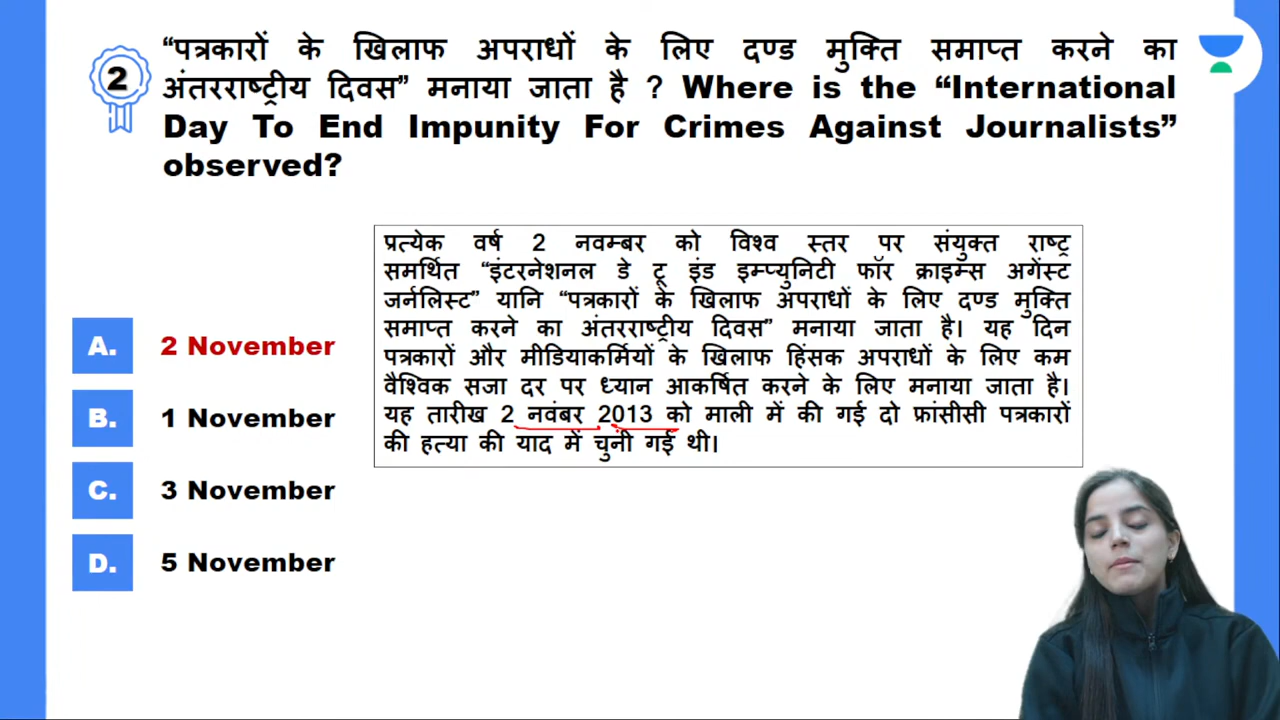 2
“पत्रकारों के खिलाफ अपराधों के लिए दण्ड मुक्ति समाप्त करने का
अंतरराष्ट्रीय दिवस” मनाया जाता है ? Where is the “International
Day To End Impunity For Crimes Against Journalists”
observed?
प्रत्येक वर्ष 2 नवम्बर को विश्व स्तर पर संयुक्त राष्ट्र
समर्थित “इंटरनेशनल डे टू इंड इम्प्युनिटी फॉर क्राइम्स अगेंस्ट
जर्नलिस्ट” यानि “पत्रकारों के खिलाफ अपराधों के लिए दण्ड मुक्ति
समाप्त करने का अंतरराष्ट्रीय दिवस” मनाया जाता है। यह दिन
पत्रकारों और मीडियाकर्मियों के खिलाफ हिंसक अपराधों के लिए कम
वैश्विक सजा दर पर ध्यान आकर्षित करने के लिए मनाया जाता है।
यह तारीख 2 नवंबर 2013 को माली में की गई दो फ्रांसीसी पत्रकारों
की हत्या की याद में चुनी गई थी।
A. 2 November
B. 1 November
C. 3 November
D. 5 November